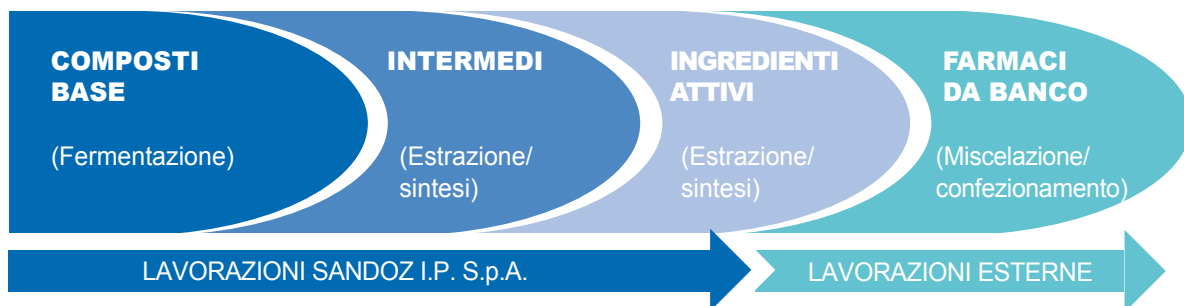 COMPOSTI
BASE
(Fermentazione)
INTERMEDI
(Estrazione/
sintesi)
INGREDIENTI
ATTIVI
(Estrazione/
sintesi)
FARMACI
DA BANCO
(Miscelazione/
confezionamento)
LAVORAZIONI SANDOZ I.P. S.p.A.
LAVORAZIONI ESTERNE